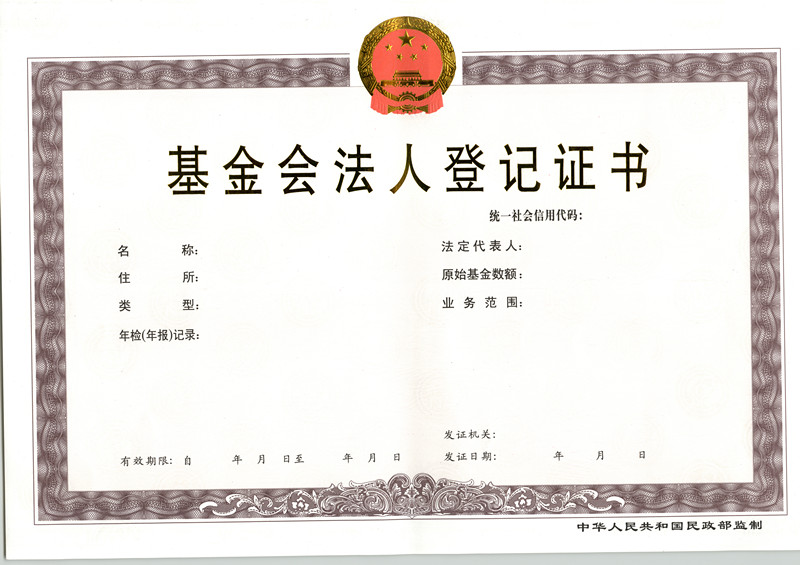 基金会法人登记证书
统一社会信用代码：
名称：
住所：
类型：
年检(年报)记录：
法定代表人：
原始基金数额：
业务范围：
发证机关：
发证日期： 年 月 日
有效期限：自 年 月 日至 年 月 日
中华人民共和国民政部监制